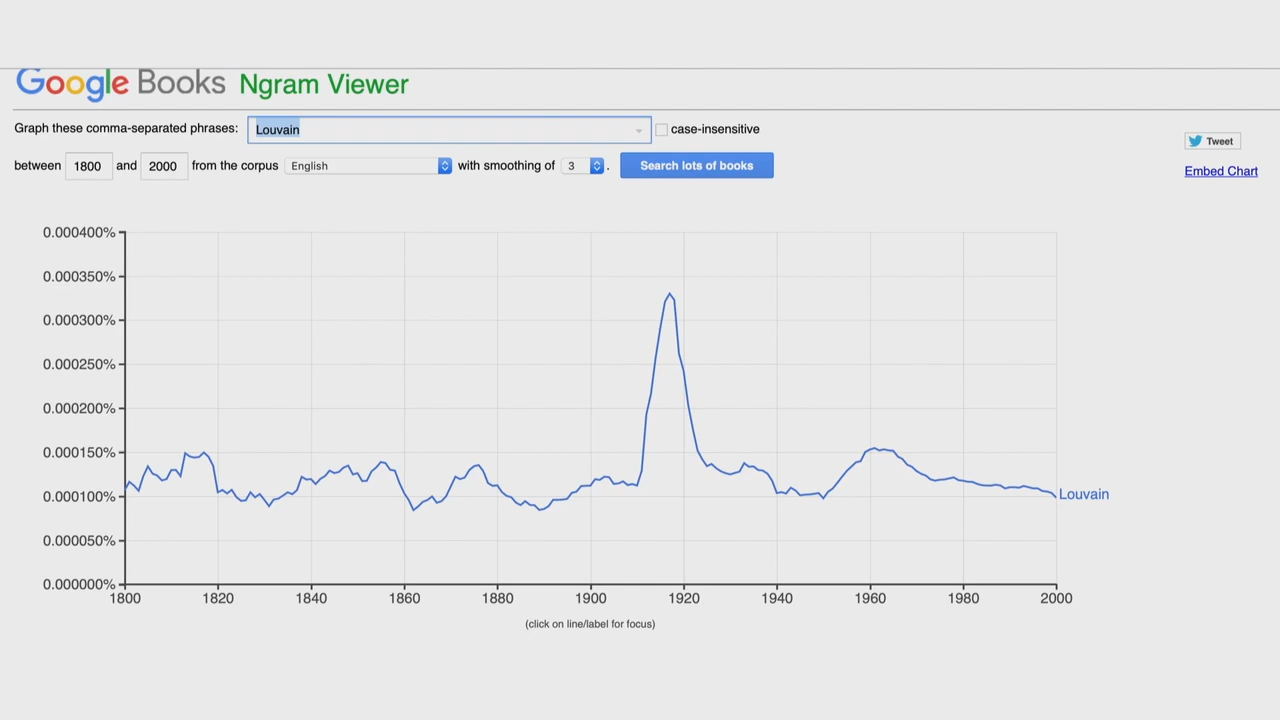 Google Books Ngram Viewer
Graph these comma-separated phrases: Louvain case-insensitive
between 1800 and 2000 from the corpus English with smoothing of 3 . Search lots of books
Tweet
Embed Chart
0.000400%
0.000350%
0.000300%
0.000250%
0.000200%
0.000150%
0.000100%
0.000050%
0.000000%
Louvain
1800 1820 1840 1860 1880 1900 1920 1940 1960 1980 2000
(click on line/label for focus)